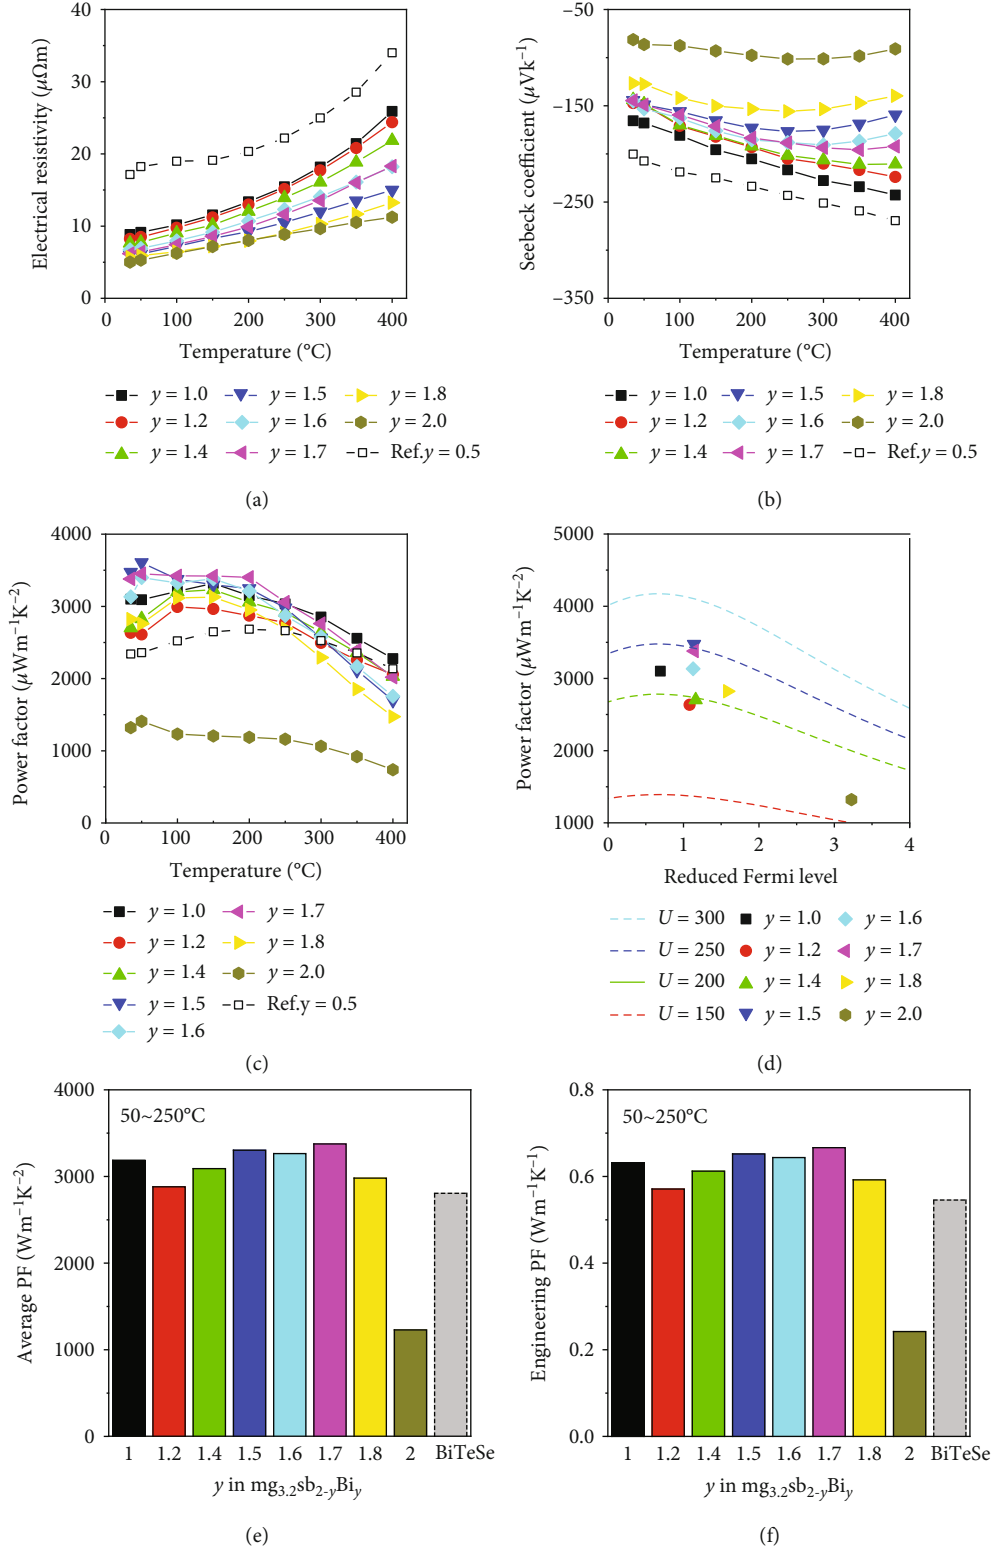 40
30
20
10
0
Electrical resistivity (μΩm)
0 100 200 300 400
Temperature (°C)
y = 1.0 y = 1.5 y = 1.8
y = 1.2 y = 1.6 y = 2.0
y = 1.4 y = 1.7 Ref.y = 0.5
(a)
−50
−150
−250
−350
Seebeck coefficient (μVk⁻¹)
0 100 200 300 400
Temperature (°C)
y = 1.0 y = 1.5 y = 1.8
y = 1.2 y = 1.6 y = 2.0
y = 1.4 y = 1.7 Ref.y = 0.5
(b)
4000
3000
2000
1000
0
Power factor (μWm⁻¹K⁻²)
0 100 200 300 400
Temperature (°C)
y = 1.0 y = 1.7
y = 1.2 y = 1.8
y = 1.4 y = 2.0
y = 1.5 Ref.y = 0.5
y = 1.6
(c)
5000
4000
3000
2000
1000
Power factor (μWm⁻¹K⁻²)
0 1 2 3 4
Reduced Fermi level
U = 300 y = 1.0 y = 1.6
U = 250 y = 1.2 y = 1.7
U = 200 y = 1.4 y = 1.8
U = 150 y = 1.5 y = 2.0
(d)
4000
3000
2000
1000
0
Average PF (Wm⁻¹K⁻²)
50~250°C
1 1.2 1.4 1.5 1.6 1.7 1.8 2 BiTeSe
y in mg₃.₂sb₂₋yBiy
(e)
0.8
0.6
0.4
0.2
0.0
Engineering PF (Wm⁻¹K⁻¹)
50~250°C
1 1.2 1.4 1.5 1.6 1.7 1.8 2 BiTeSe
y in mg₃.₂sb₂₋yBiy
(f)